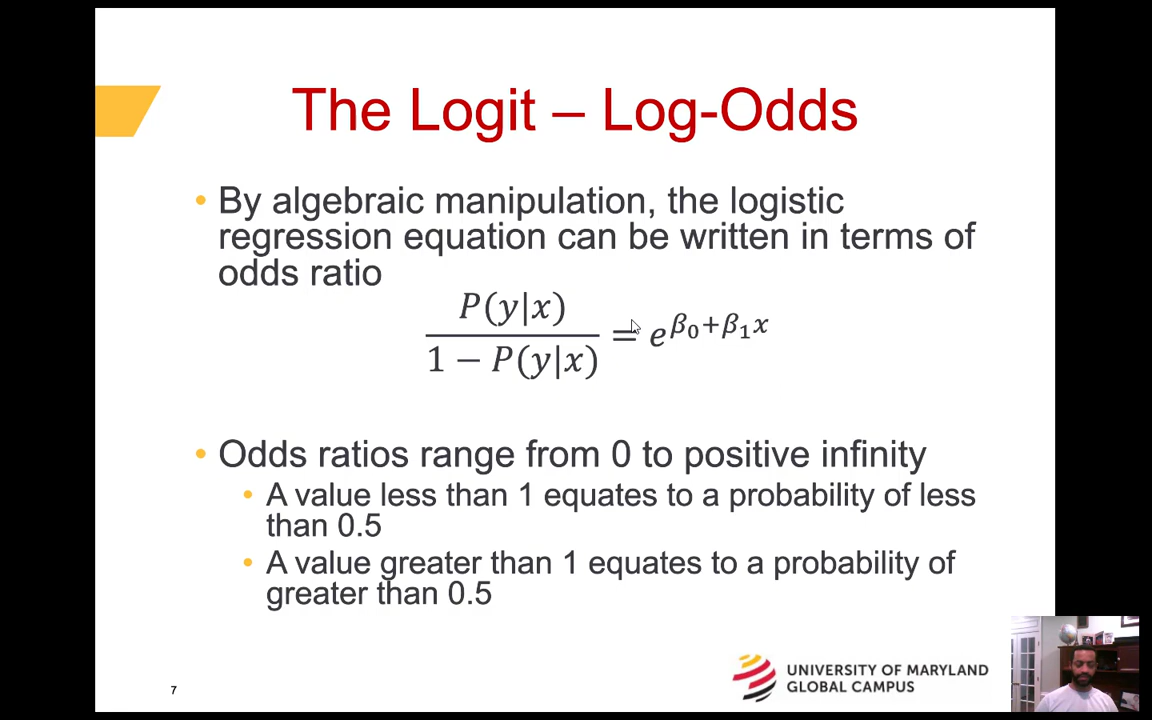 The Logit – Log-Odds
• By algebraic manipulation, the logistic
regression equation can be written in terms of
odds ratio
P(y|x) / 1 − P(y|x) = e^(β₀+β₁x)
• Odds ratios range from 0 to positive infinity
• A value less than 1 equates to a probability of less
than 0.5
• A value greater than 1 equates to a probability of
greater than 0.5
7
UNIVERSITY OF MARYLAND
GLOBAL CAMPUS